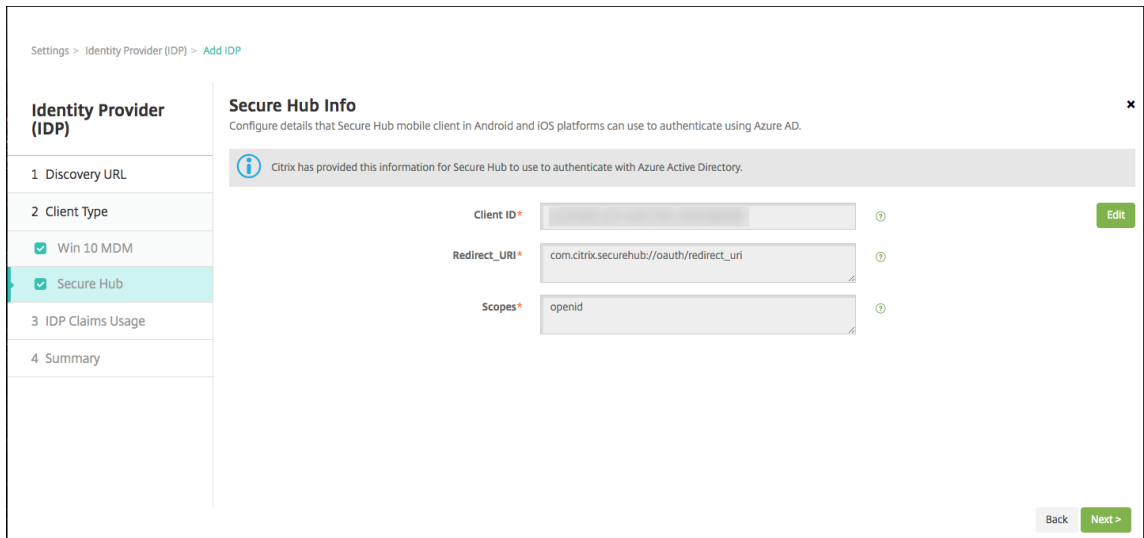 Settings > Identity Provider (IDP) > Add IDP
Identity Provider
(IDP)
1 Discovery URL
2 Client Type
Win 10 MDM
Secure Hub
3 IDP Claims Usage
4 Summary
Secure Hub Info
Configure details that Secure Hub mobile client in Android and iOS platforms can use to authenticate using Azure AD.
Citrix has provided this information for Secure Hub to use to authenticate with Azure Active Directory.
Client ID*
Edit
Redirect_URI* com.citrix.securehub://oauth/redirect_uri
Scopes* openid
Back Next >